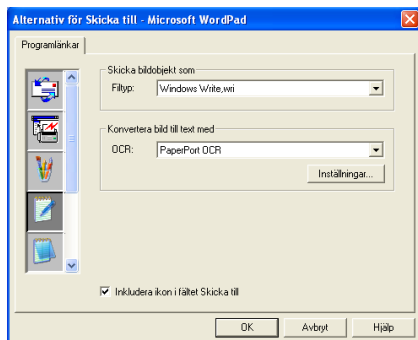 Alternativ för Skicka till - Microsoft WordPad
Programlänkar
Skicka bildobjekt som
Filtyp: Windows Write,wri
Konvertera bild till text med
OCR: PaperPort OCR
Inställningar...
Inkludera ikon i fältet Skicka till
OK Avbryt Hjälp